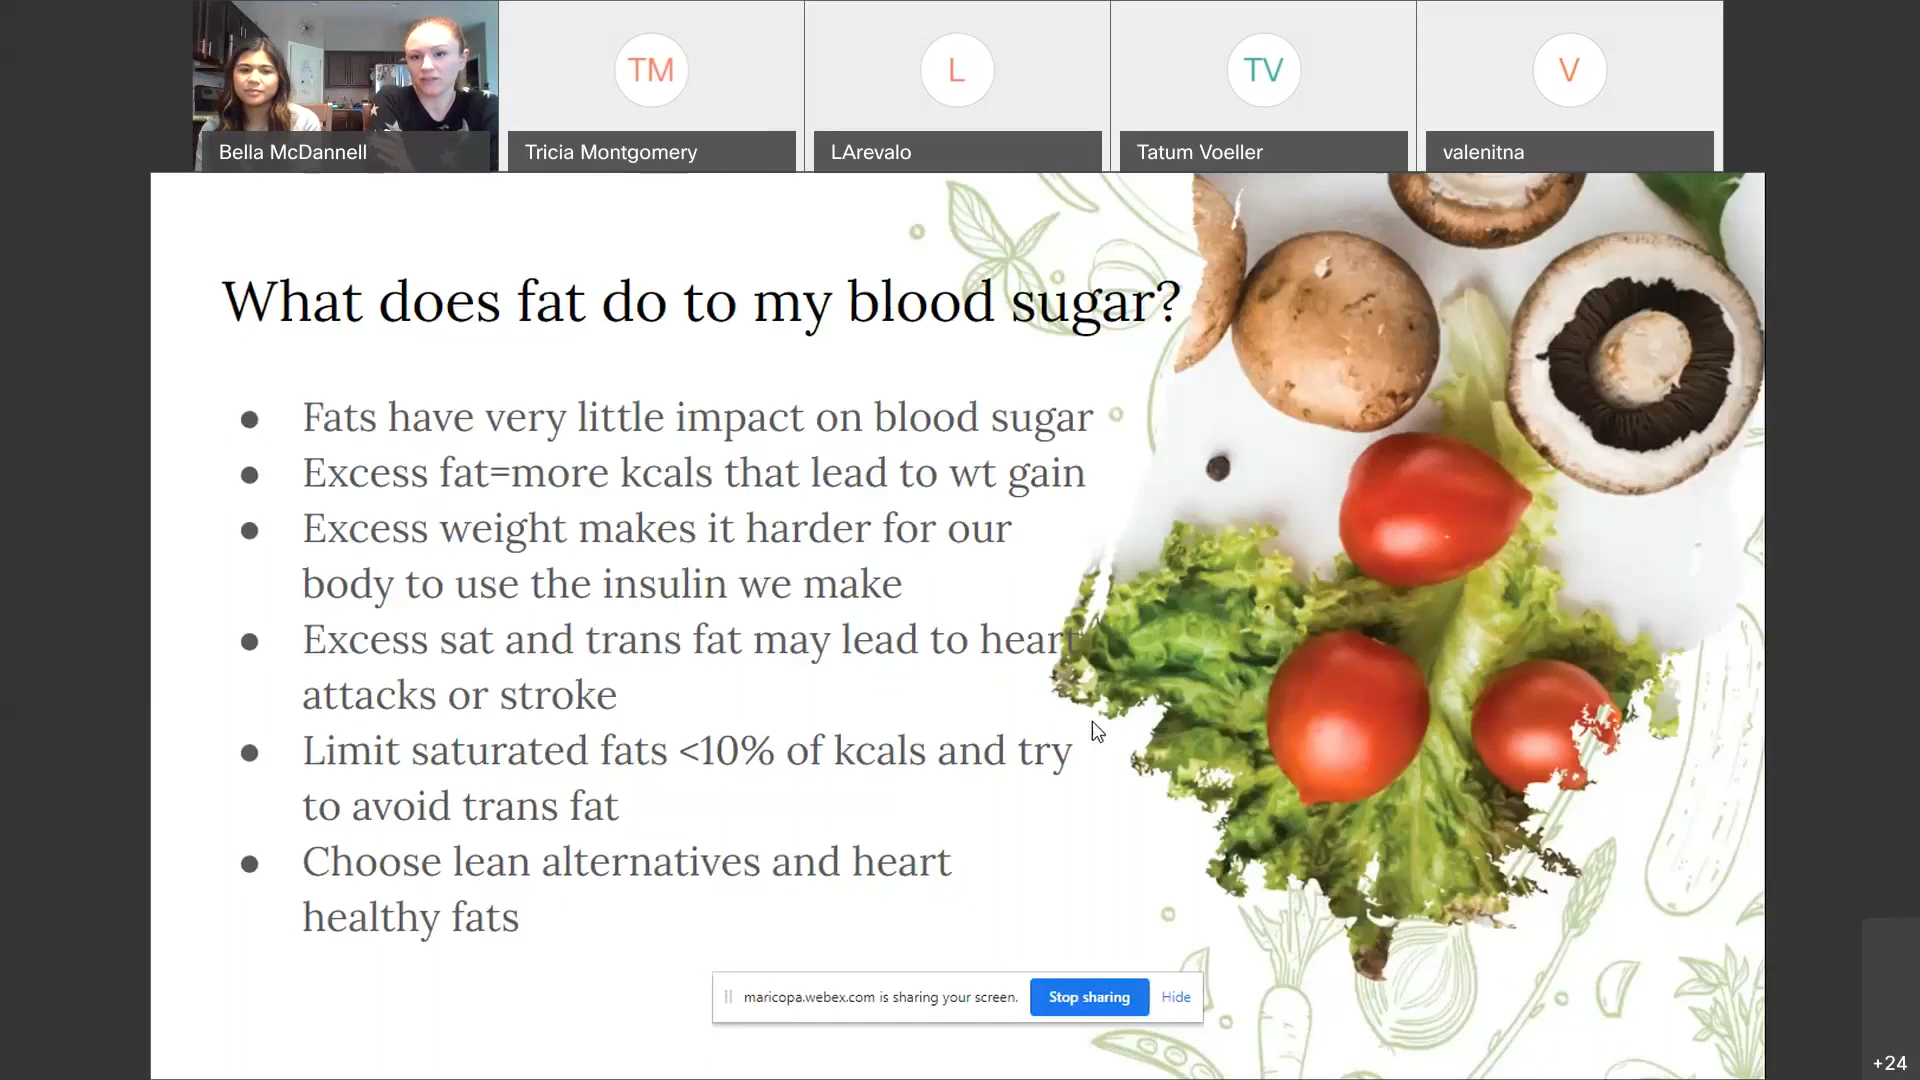 TM
L
TV
V
Bella McDannell
Tricia Montgomery
LArevalo
Tatum Voeller
valenitna
What does fat do to my blood sugar?
● Fats have very little impact on blood sugar
● Excess fat=more kcals that lead to wt gain
● Excess weight makes it harder for our
body to use the insulin we make
● Excess sat and trans fat may lead to heart
attacks or stroke
● Limit saturated fats <10% of kcals and try
to avoid trans fat
● Choose lean alternatives and heart
healthy fats
maricopa.webex.com is sharing your screen.
Stop sharing
Hide
+24